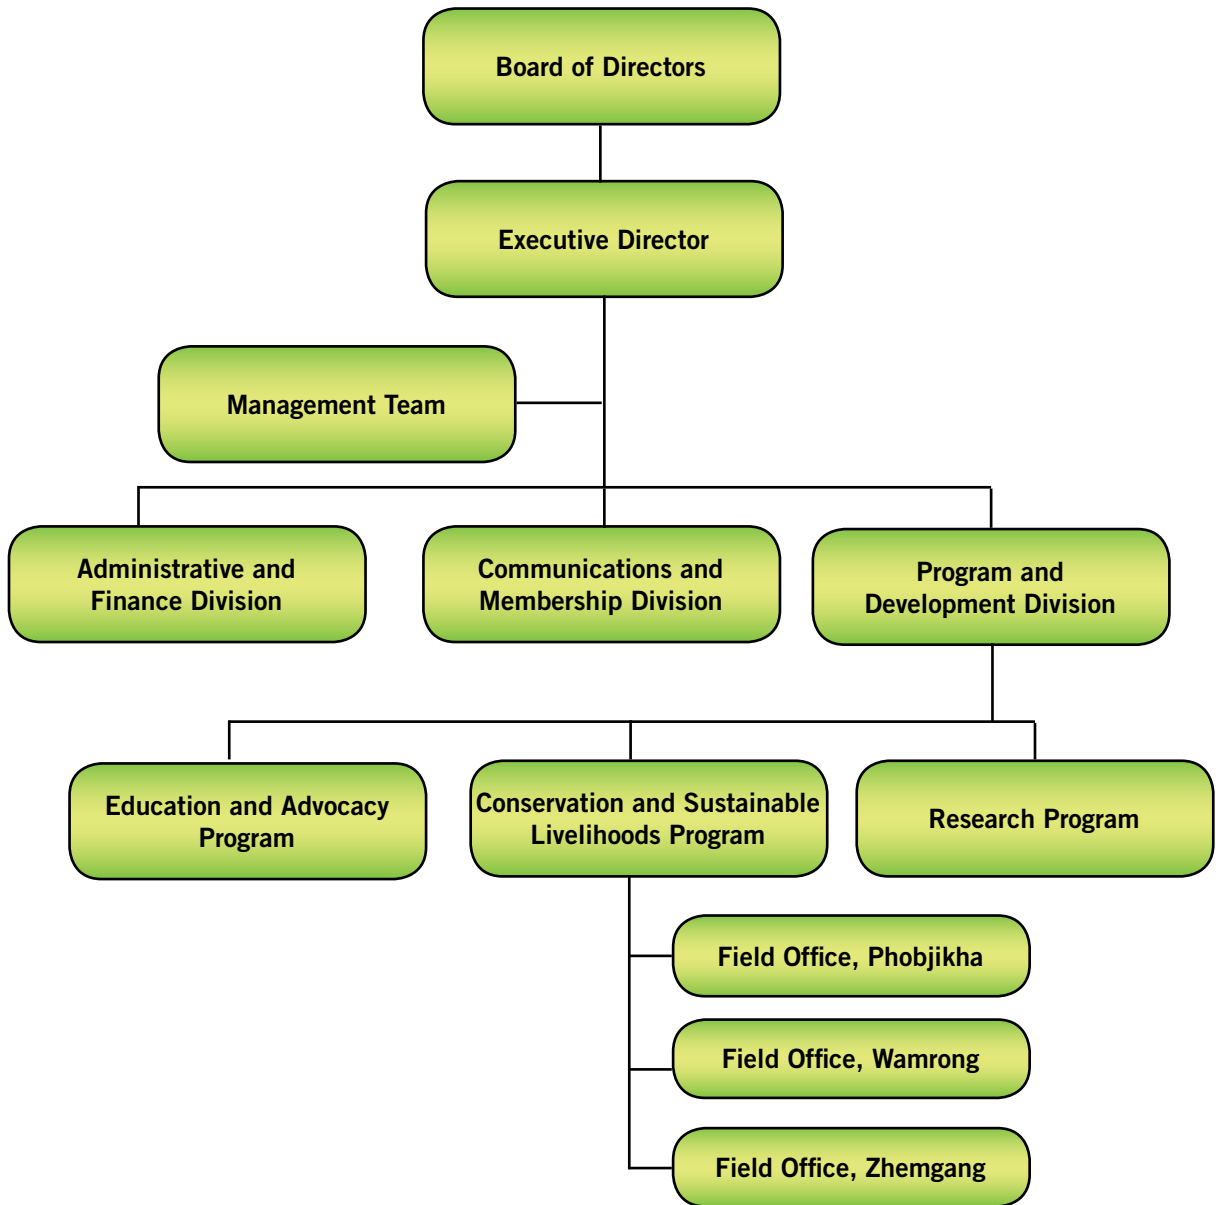 Board of Directors
Executive Director
Management Team
Administrative and
Finance Division
Communications and
Membership Division
Program and
Development Division
Education and Advocacy
Program
Conservation and Sustainable
Livelihoods Program
Research Program
Field Office, Phobjikha
Field Office, Wamrong
Field Office, Zhemgang